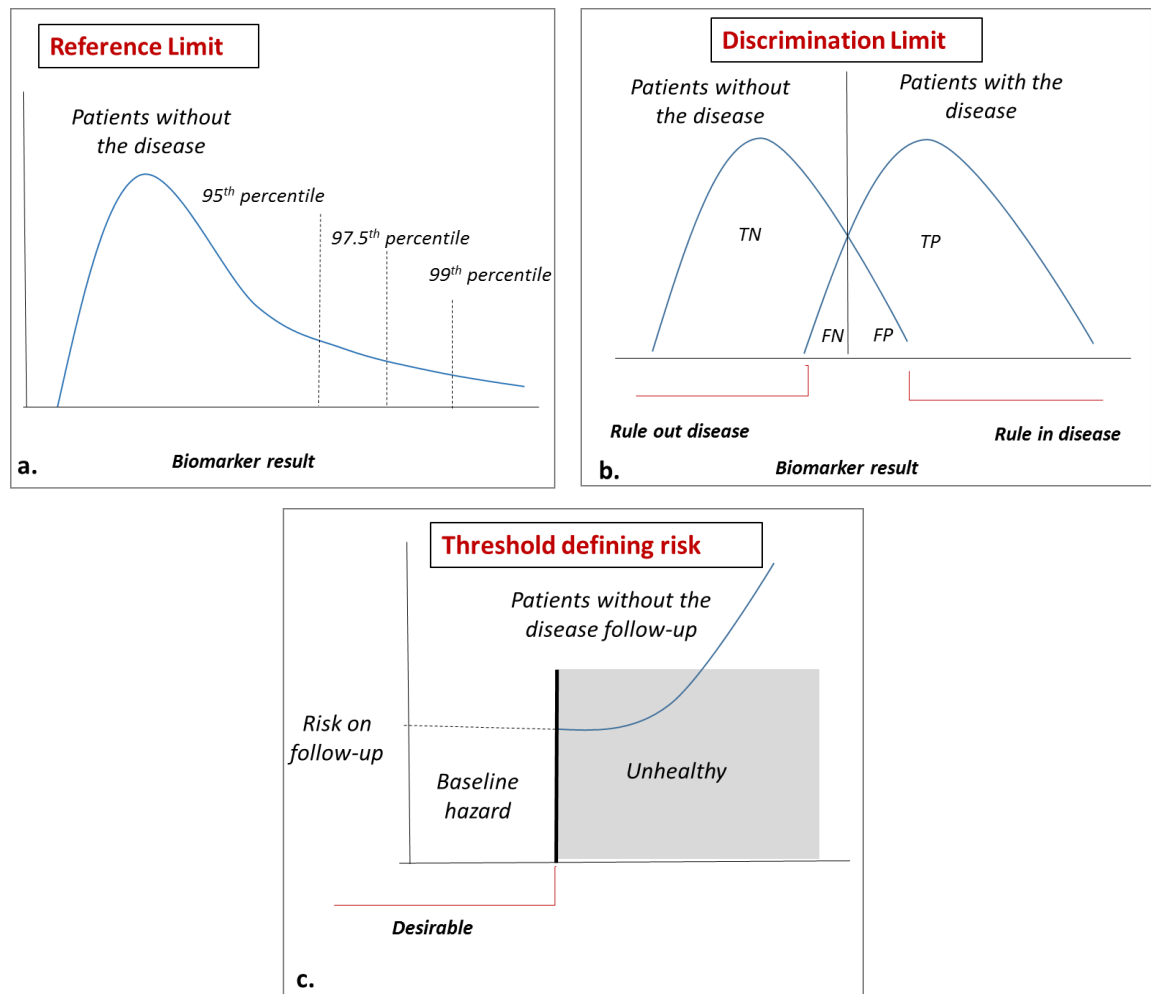 Reference Limit
Patients without
the disease
95th percentile
97.5th percentile
99th percentile
Biomarker result
a.
Discrimination Limit
Patients without
the disease
Patients with the
disease
TN
TP
FN
FP
Rule out disease
Rule in disease
Biomarker result
b.
Threshold defining risk
Patients without the
disease follow-up
Risk on
follow-up
Baseline
hazard
Unhealthy
Desirable
c.